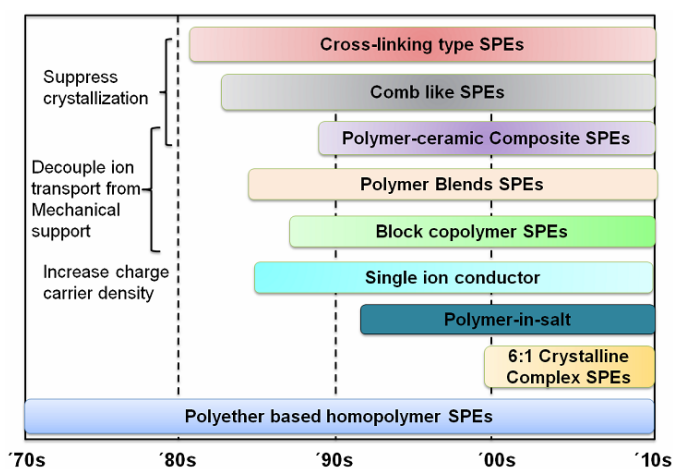 Cross-linking type SPEs
Suppress
crystallization
Comb like SPEs
Polymer-ceramic Composite SPEs
Decouple ion
transport from
Mechanical
support
Polymer Blends SPEs
Block copolymer SPEs
Increase charge
carrier density
Single ion conductor
Polymer-in-salt
6:1 Crystalline
Complex SPEs
Polyether based homopolymer SPEs
´70s ´80s ´90s ´00s ´10s